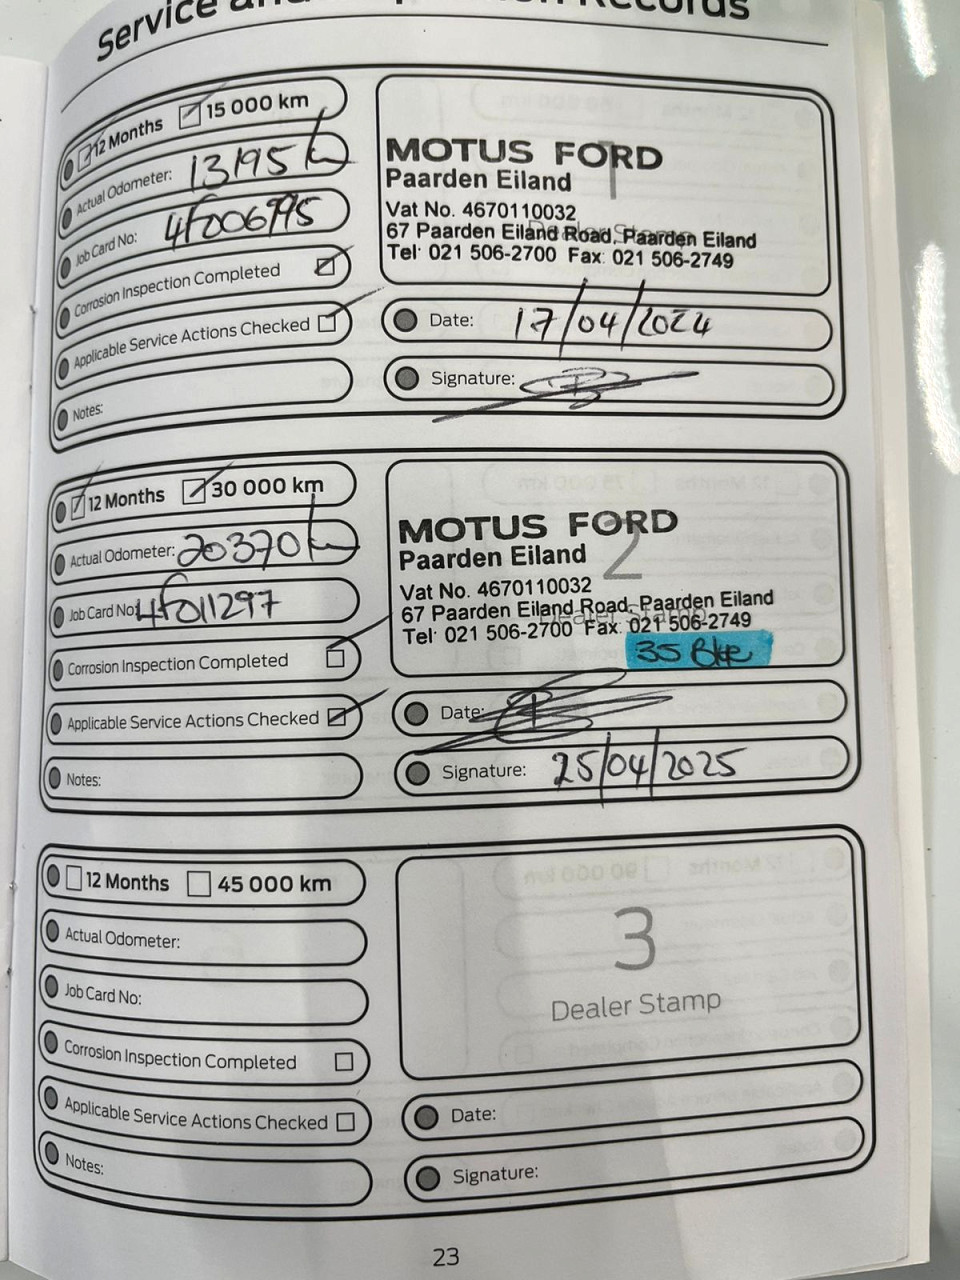 Service and Inspection Records
12 Months 15 000 km
Actual Odometer: 13195 km
Job Card No: 4f006995
Corrosion Inspection Completed
Applicable Service Actions Checked
Notes:
1
MOTUS FORD
Paarden Eiland
Vat No. 4670110032
67 Paarden Eiland Road, Paarden Eiland
Tel: 021 506-2700 Fax: 021 506-2749
Date: 17/04/2024
Signature:
12 Months 30 000 km
Actual Odometer: 20370 km
Job Card No: 4f011297
Corrosion Inspection Completed
Applicable Service Actions Checked
Notes:
2
MOTUS FORD
Paarden Eiland
Vat No. 4670110032
67 Paarden Eiland Road, Paarden Eiland
Dealer Stamp
Tel: 021 506-2700 Fax: 021 506-2749
35 Blue
Date:
Signature: 25/04/2025
12 Months 45 000 km
Actual Odometer:
Job Card No:
Corrosion Inspection Completed
Applicable Service Actions Checked
Notes:
3
Dealer Stamp
Date:
Signature:
23